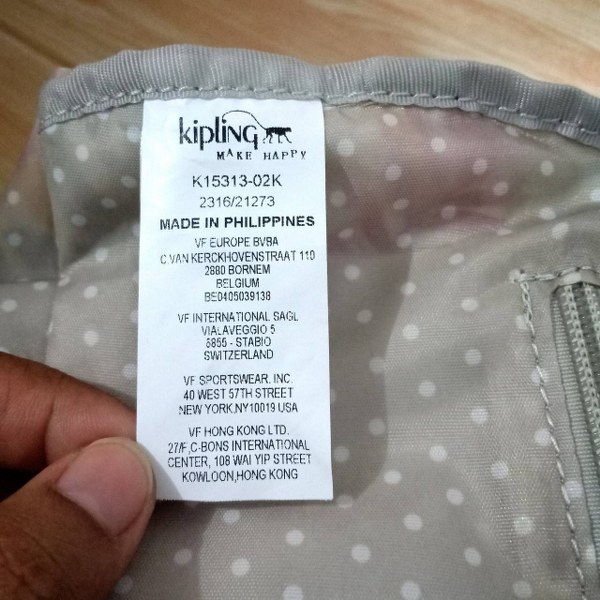 kipling
MAKE HAPPY
K15313-02K
2316/21273
MADE IN PHILIPPINES
VF EUROPE BVBA
C.VAN KERCKHOVENSTRAAT 110
2880 BORNEM
BELGIUM
BE0405039138
VF INTERNATIONAL SAGL
VIALAVEGGIO 5
6855 - STABIO
SWITZERLAND
VF SPORTSWEAR, INC.
40 WEST 57TH STREET
NEW YORK.NY10019 USA
VF HONG KONG LTD.
27/F,C-BONS INTERNATIONAL
CENTER, 108 WAI YIP STREET
KOWLOON,HONG KONG